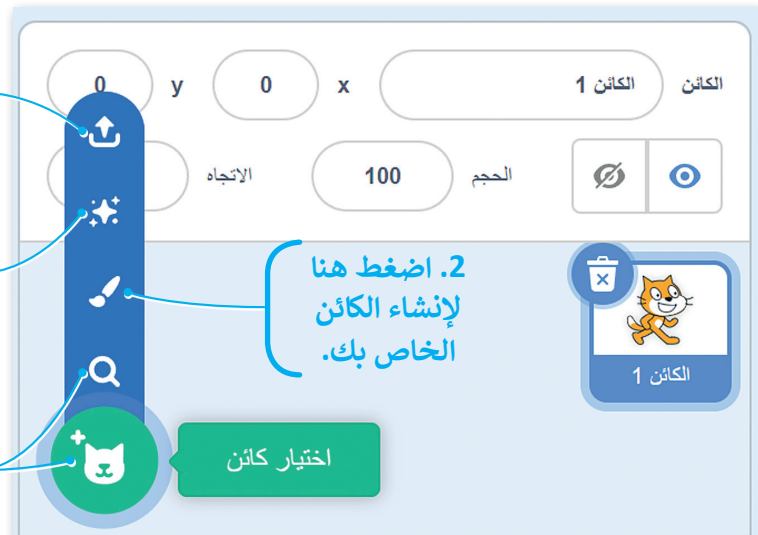 الكائن الكائن 1 x 0 y 0
الحجم 100 الاتجاه
2. اضغط هنا
لإنشاء الكائن
الخاص بك.
الكائن 1
اختيار كائن